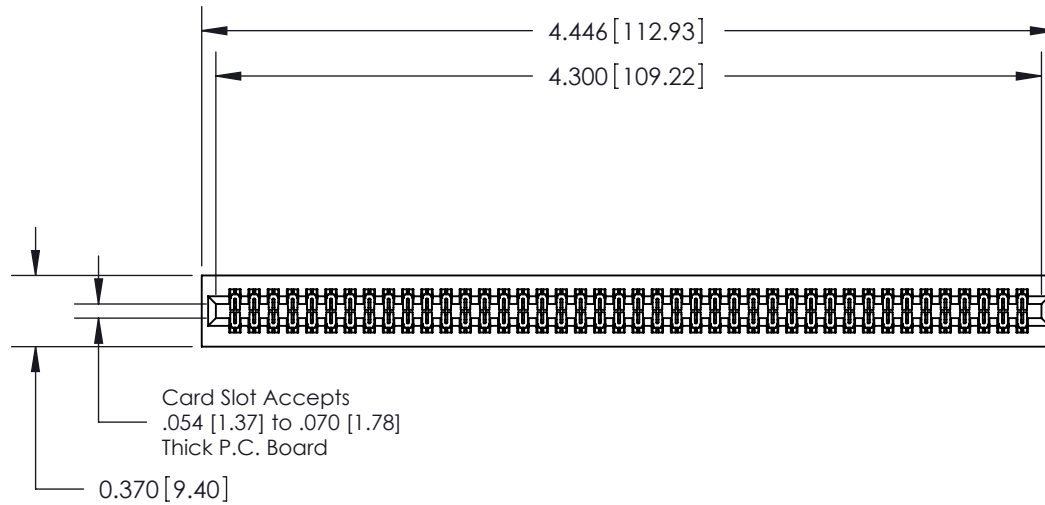 4.446 [112.93]
4.300 [109.22]
Card Slot Accepts
.054 [1.37] to .070 [1.78]
Thick P.C. Board
0.370 [9.40]